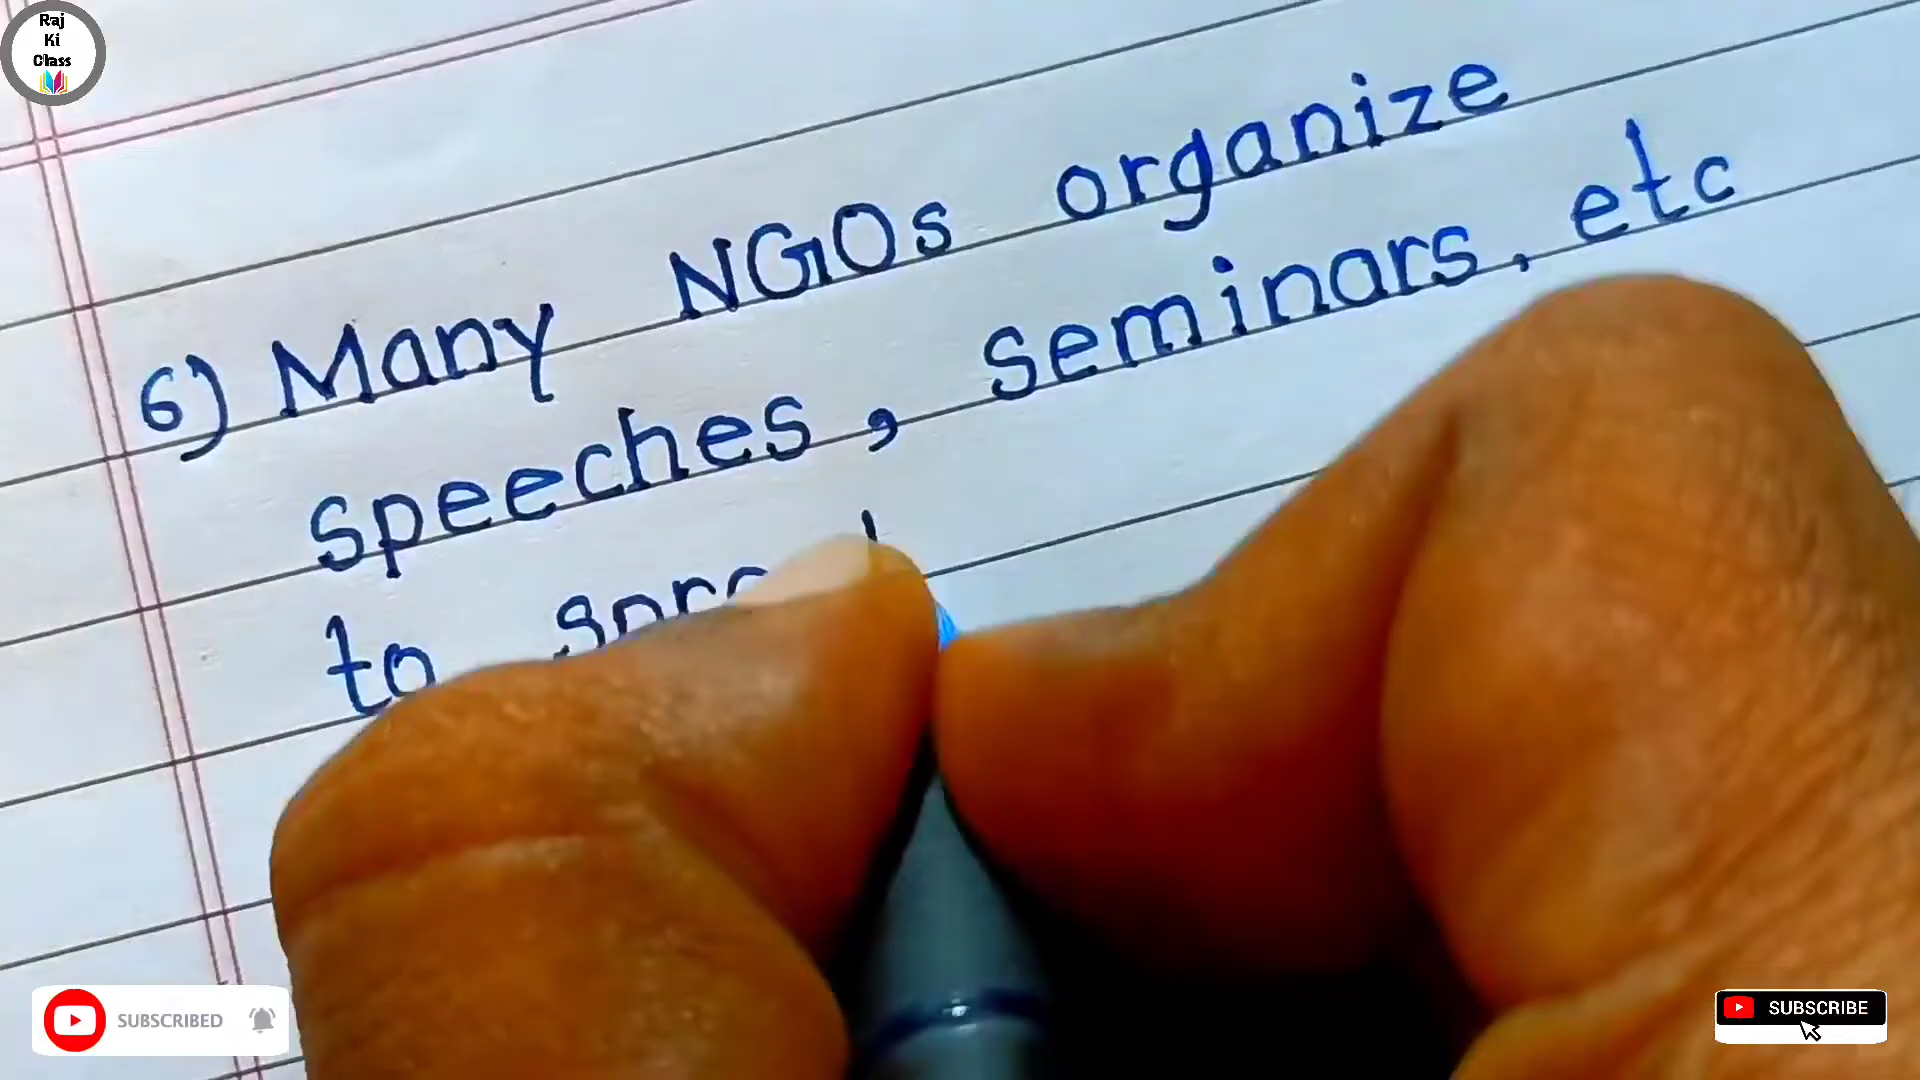 Raj
Ki
Class
6) Many NGOs organize
speeches, seminars, etc
to
SUBSCRIBED
SUBSCRIBE